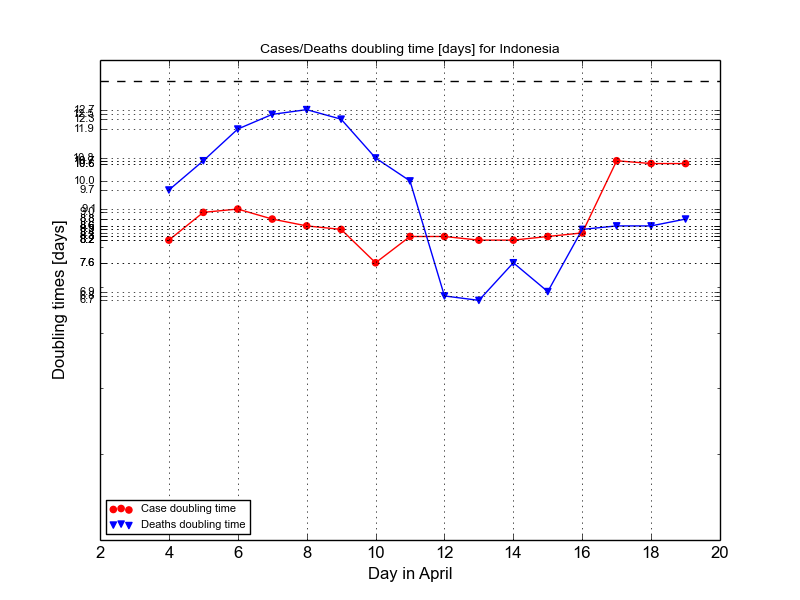 Cases/Deaths doubling time [days] for Indonesia
12.7
12.3
11.9
10.6
10.0
9.7
9.1
8.8
8.2
7.6
6.9
6.7
Doubling times [days]
Case doubling time
Deaths doubling time
2 4 6 8 10 12 14 16 18 20
Day in April